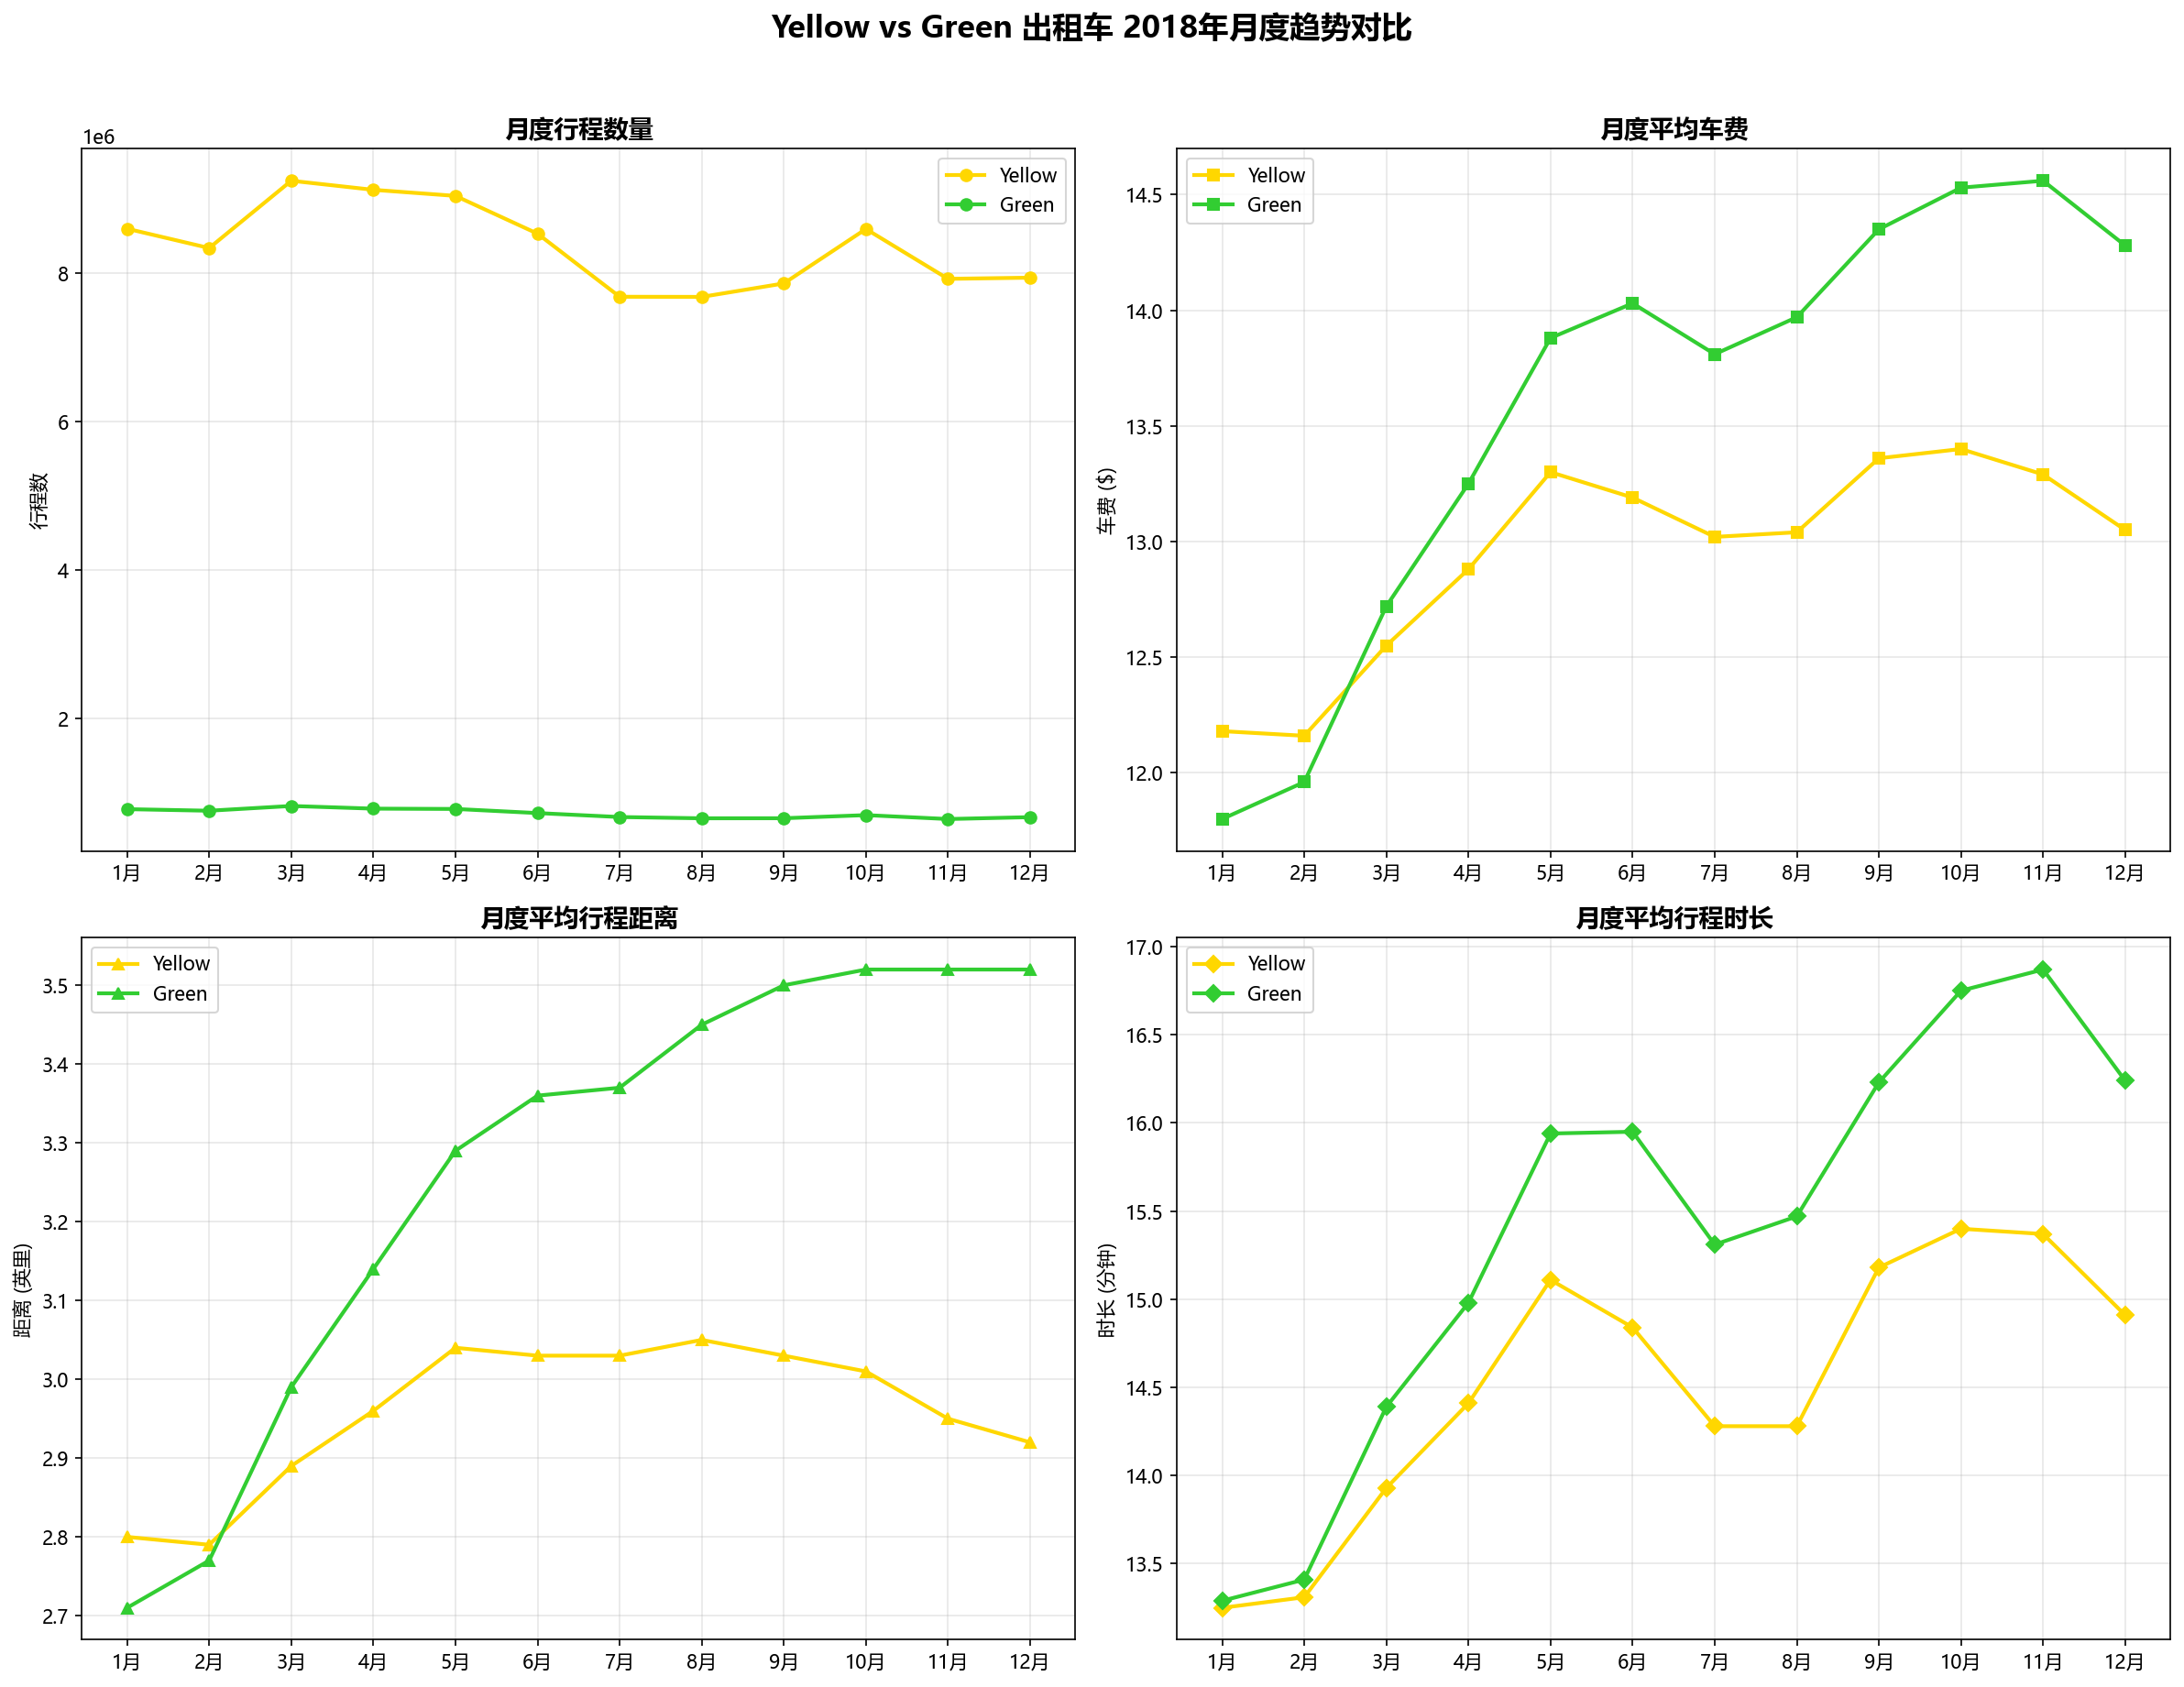 Yellow vs Green 出租车 2018年月度趋势对比
月度行程数量
1e6
8
6
4
2
行程数
Yellow
Green
1月 2月 3月 4月 5月 6月 7月 8月 9月 10月 11月 12月
月度平均车费
14.5
14.0
13.5
13.0
12.5
12.0
车费 ($)
Yellow
Green
1月 2月 3月 4月 5月 6月 7月 8月 9月 10月 11月 12月
月度平均行程距离
3.5
3.4
3.3
3.2
3.1
3.0
2.9
2.8
2.7
距离 (英里)
Yellow
Green
1月 2月 3月 4月 5月 6月 7月 8月 9月 10月 11月 12月
月度平均行程时长
17.0
16.5
16.0
15.5
15.0
14.5
14.0
13.5
时长 (分钟)
Yellow
Green
1月 2月 3月 4月 5月 6月 7月 8月 9月 10月 11月 12月